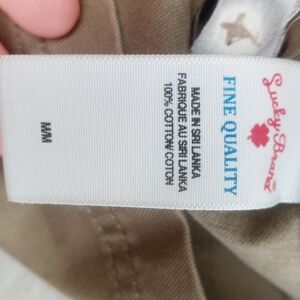 Lucky Brand
FINE QUALITY
MADE IN SRI LANKA
FABRIQUE AU SRI LANKA
100% COTTON/COTON
M/M